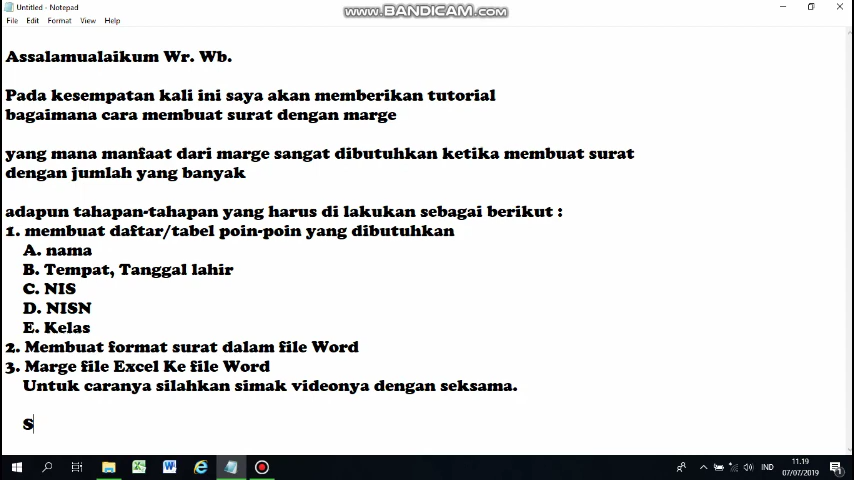 Untitled - Notepad
WWW.BANDICAM.COM
File Edit Format View Help
Assalamualaikum Wr. Wb.
Pada kesempatan kali ini saya akan memberikan tutorial
bagaimana cara membuat surat dengan marge
yang mana manfaat dari marge sangat dibutuhkan ketika membuat surat
dengan jumlah yang banyak
adapun tahapan-tahapan yang harus di lakukan sebagai berikut :
1. membuat daftar/tabel poin-poin yang dibutuhkan
A. nama
B. Tempat, Tanggal lahir
C. NIS
D. NISN
E. Kelas
2. Membuat format surat dalam file Word
3. Marge file Excel Ke file Word
Untuk caranya silahkan simak videonya dengan seksama.
S
IND
11.19
07/07/2019